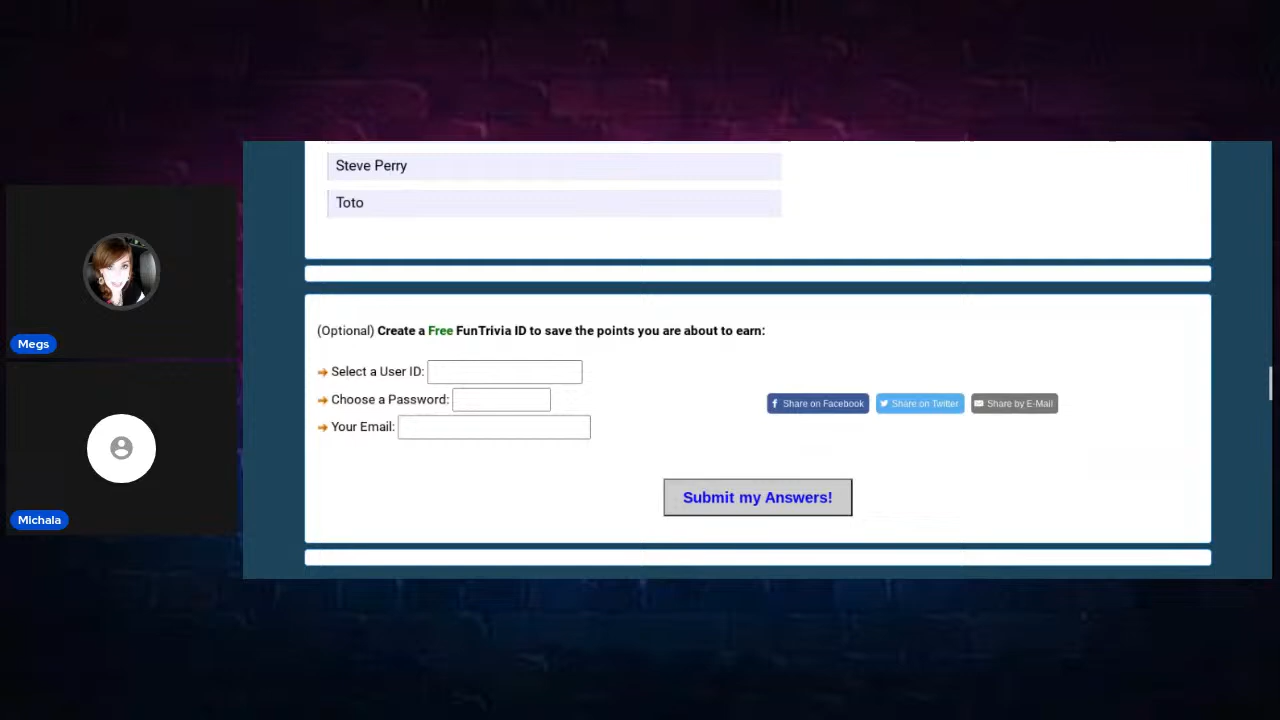 Steve Perry
Toto
(Optional) Create a Free FunTrivia ID to save the points you are about to earn:
Select a User ID:
Choose a Password:
Your Email:
Share on Facebook
Share on Twitter
Share by E-Mail
Submit my Answers!
Megs
Michala